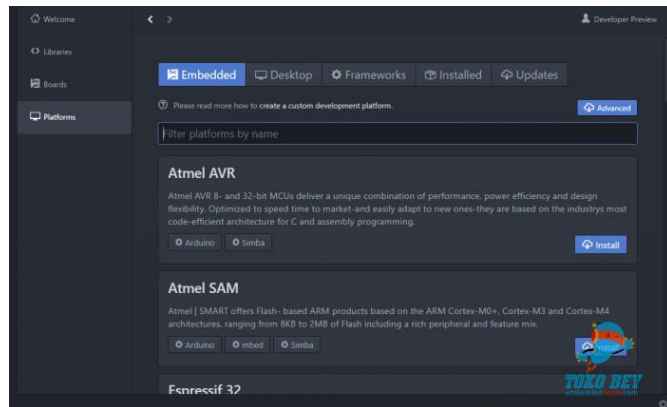 Welcome
Developer Preview
Libraries
Boards
Platforms
Embedded
Desktop
Frameworks
Installed
Updates
Please read more how to create a custom development platform.
Advanced
Filter platforms by name
Atmel AVR
Atmel AVR 8- and 32-bit MCUs deliver a unique combination of performance, power efficiency and design
flexibility. Optimized to speed time to market-and easily adapt to new ones-they are based on the industrys most
code-efficient architecture for C and assembly programming.
Arduino
Simba
Install
Atmel SAM
Atmel | SMART offers Flash- based ARM products based on the ARM Cortex-M0+, Cortex-M3 and Cortex-M4
architectures, ranging from 8KB to 2MB of Flash including a rich peripheral and feature mix.
Arduino
mbed
Simba
Install
TOKO DEY
Espressif 32